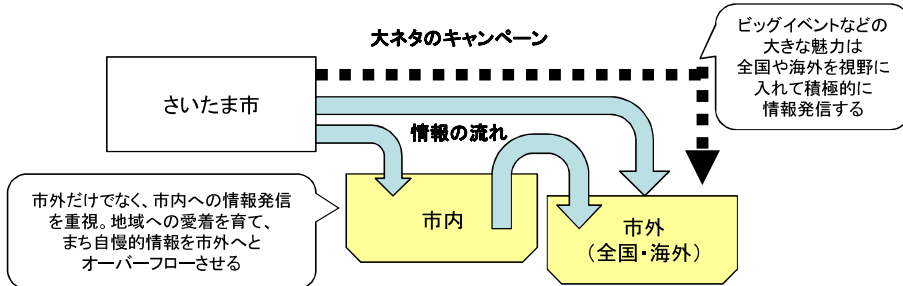 大ネタのキャンペーン
ビッグイベントなどの
大きな魅力は
全国や海外を視野に
入れて積極的に
情報発信する
さいたま市
情報の流れ
市外だけでなく、市内への情報発信
を重視。地域への愛着を育て、
まち自慢的情報を市外へと
オーバーフローさせる
市内
市外
（全国・海外）